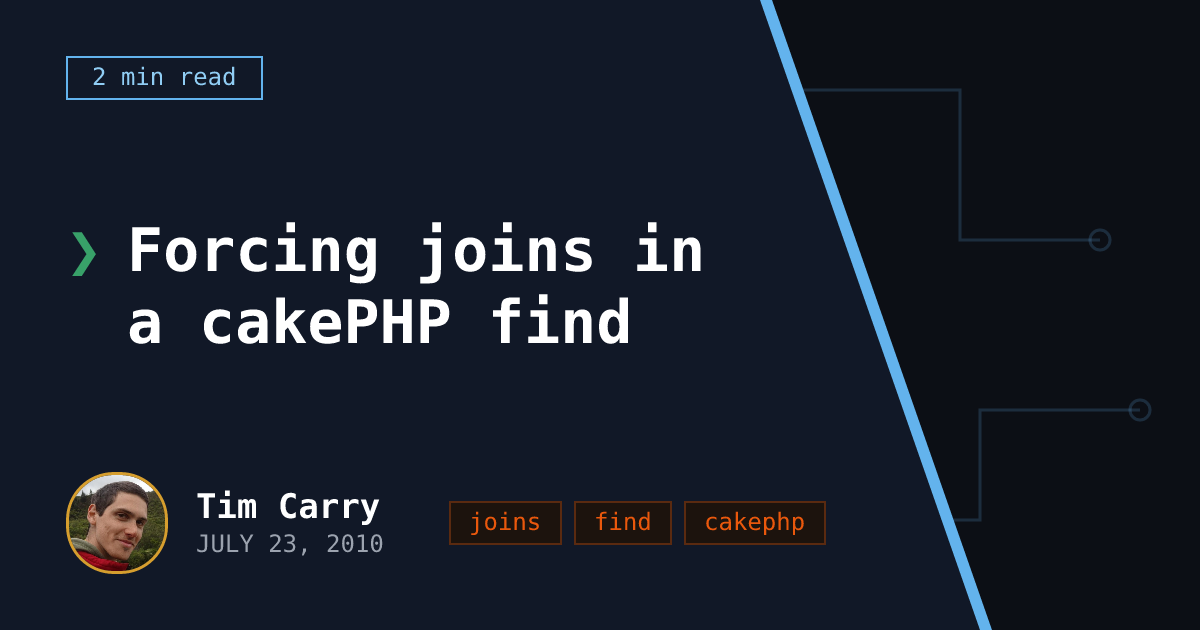 2 min read
❯ Forcing joins in
a cakePHP find
Tim Carry
JULY 23, 2010
joins find cakephp